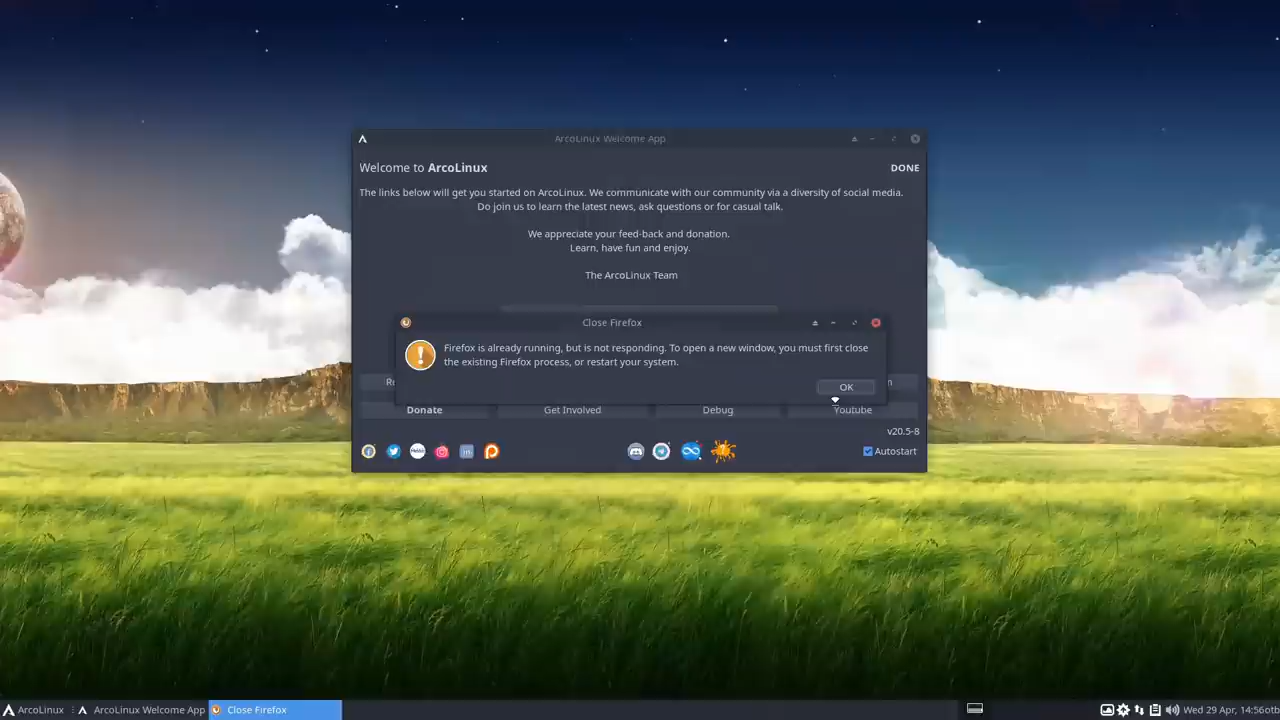 ArcoLinux Welcome App
Welcome to ArcoLinux
DONE
The links below will get you started on ArcoLinux. We communicate with our community via a diversity of social media.
Do join us to learn the latest news, ask questions or for casual talk.
We appreciate your feed-back and donation.
Learn, have fun and enjoy.
The ArcoLinux Team
Close Firefox
Firefox is already running, but is not responding. To open a new window, you must first close
the existing Firefox process, or restart your system.
OK
Donate
Get Involved
Debug
Youtube
v20.5-8
Autostart
ArcoLinux
ArcoLinux Welcome App
Close Firefox
Wed 29 Apr, 14:56